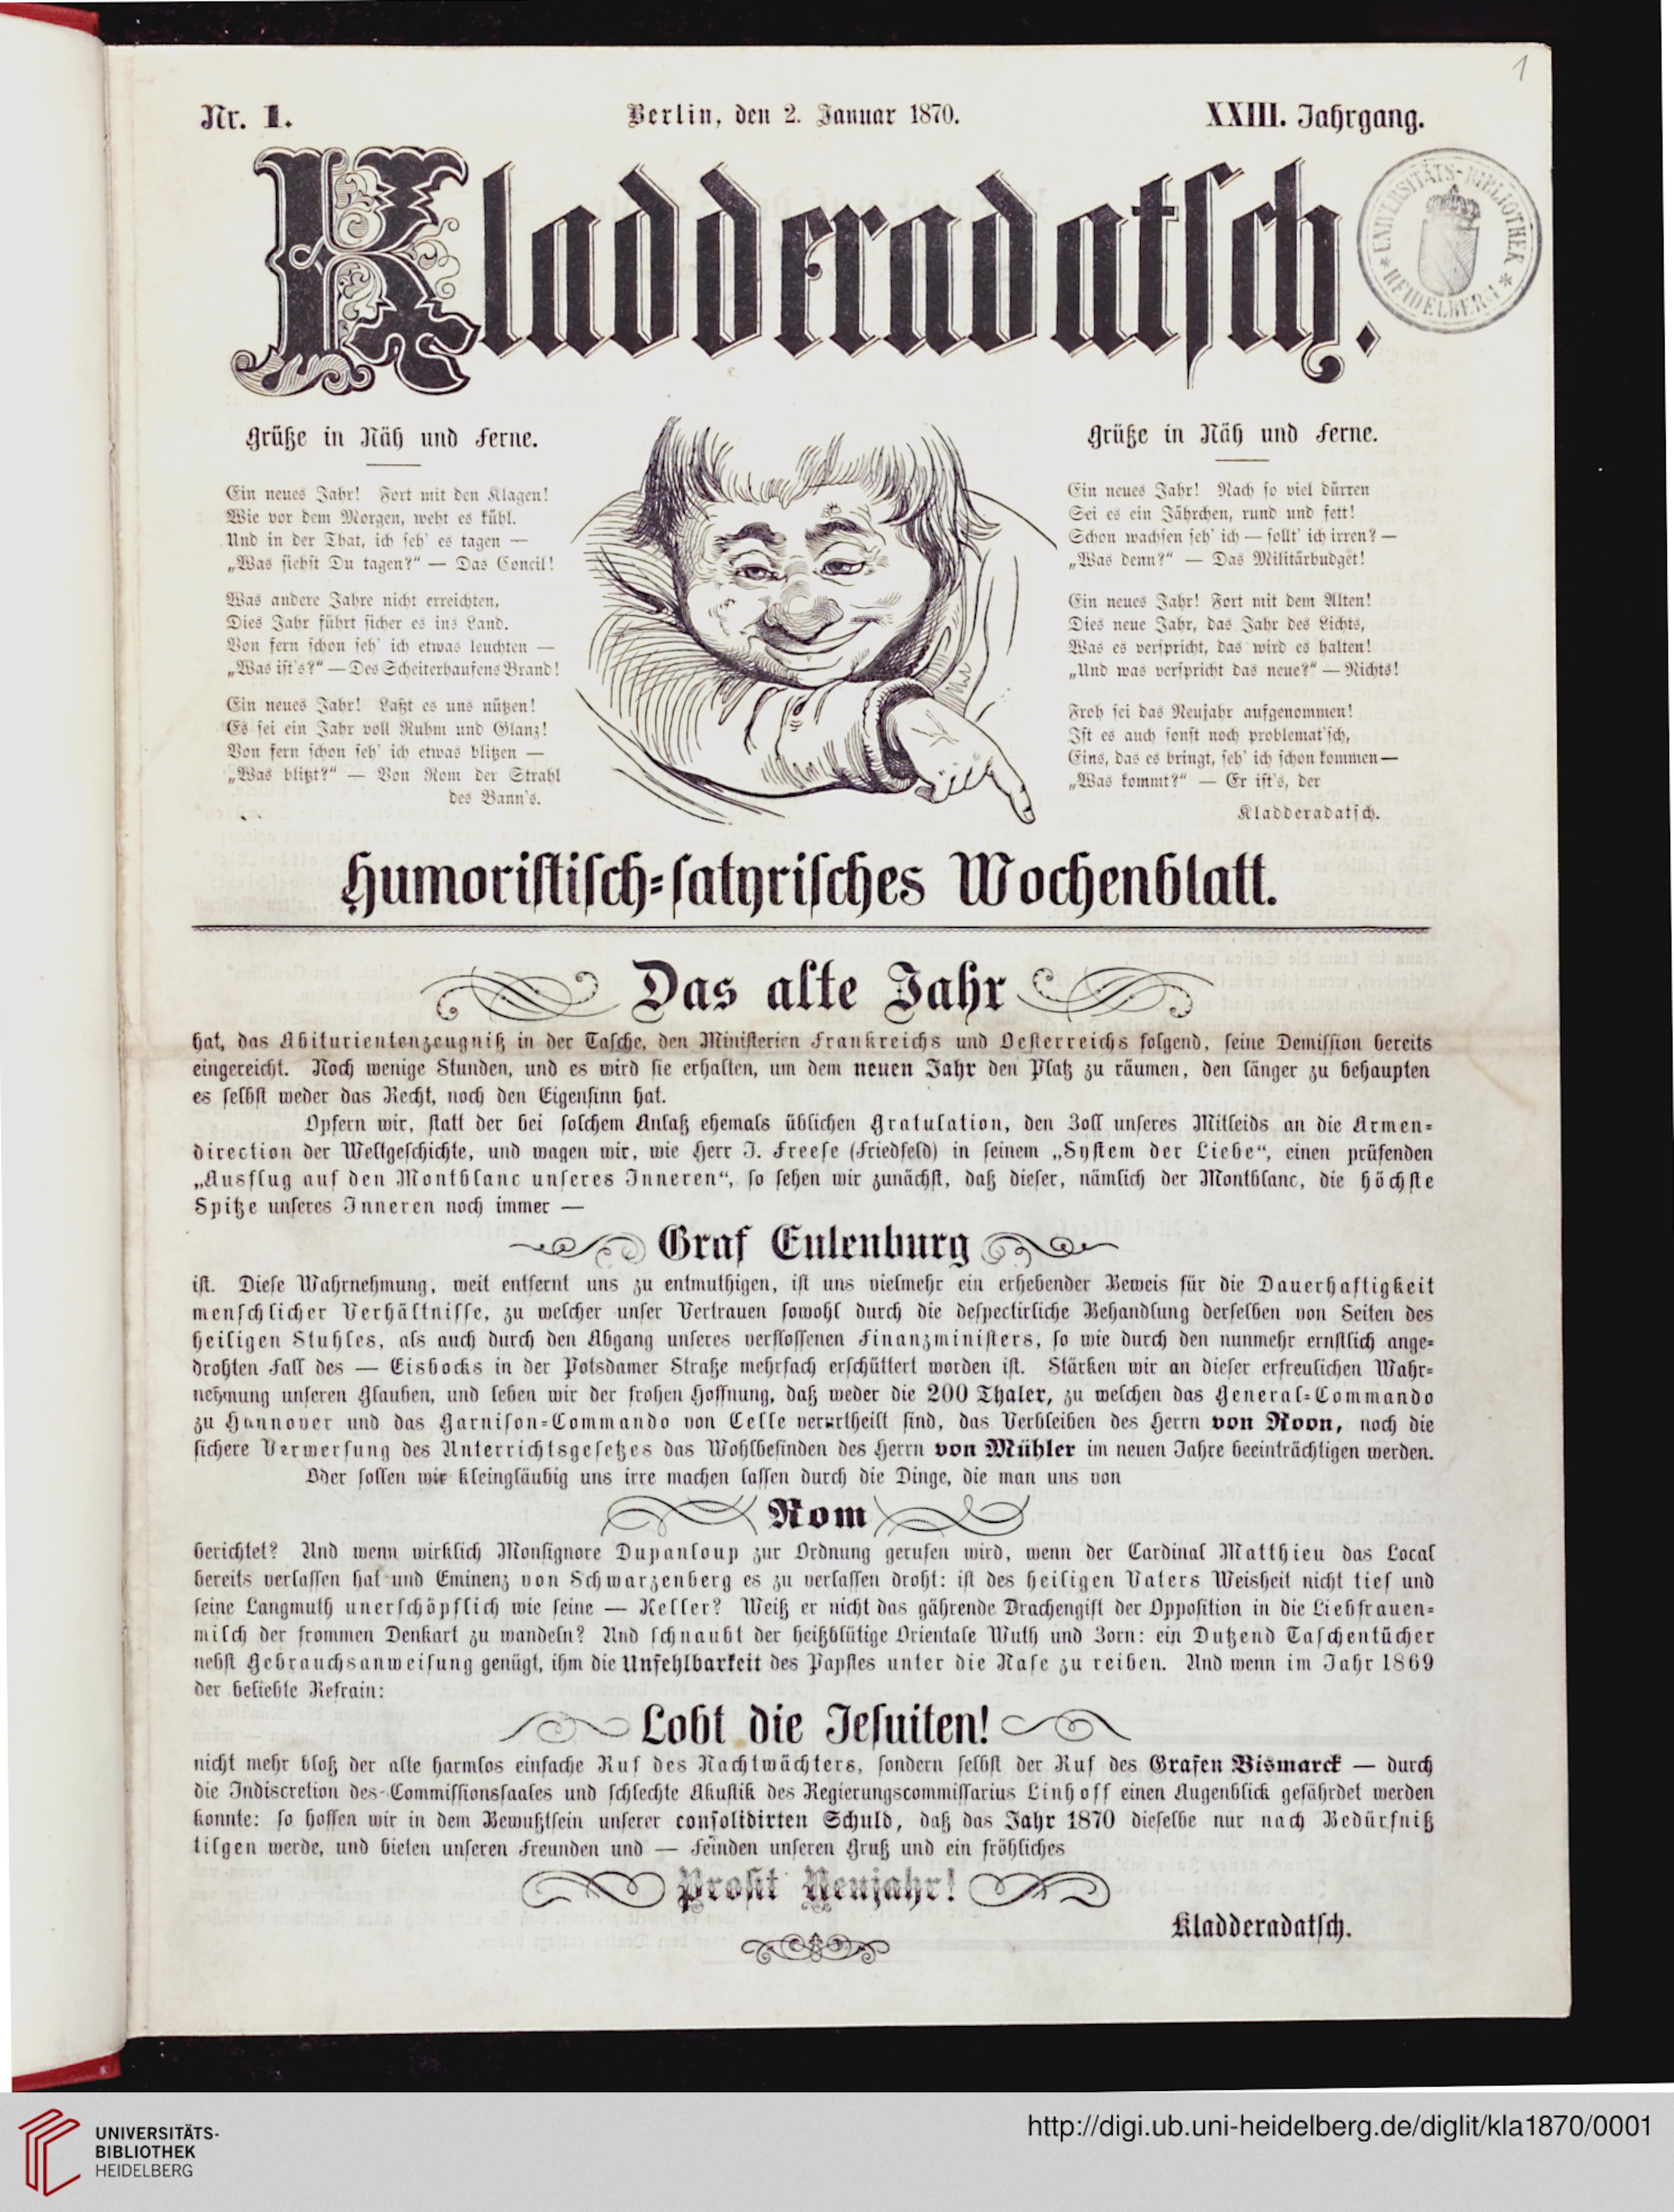 1
Nr. 1.
Berlin, den 2. Januar 1870.
XXIII. Jahrgang.
Kladderadatsch.
UNIVERSITÄTS-BIBLIOTHEK
* HEIDELBERG *
Grüße in Näh und Ferne.
Ein neues Jahr! Fort mit den Klagen!
Wie vor dem Morgen, weht es kühl.
Und in der That, ich seh' es tagen —
„Was siehst Du tagen?“ — Das Concil!
Was andere Jahre nicht erreichten,
Dies Jahr führt sicher es ins Land.
Von fern schon seh' ich etwas leuchten —
„Was ist's?“ — Des Scheiterhaufens Brand!
Ein neues Jahr! Laßt es uns nützen!
Es sei ein Jahr voll Ruhm und Glanz!
Von fern schon seh' ich etwas blitzen —
„Was blitzt?“ — Von Rom der Strahl
des Bann's.
Grüße in Näh und Ferne.
Ein neues Jahr! Nach so viel dürren
Sei es ein Jährchen, rund und fett!
Schon wachsen seh' ich — sollt' ich irren? —
„Was denn?“ — Das Militärbudget!
Ein neues Jahr! Fort mit dem Alten!
Dies neue Jahr, das Jahr des Lichts,
Was es verspricht, das wird es halten!
„Und was verspricht das neue?“ — Nichts!
Froh sei das Neujahr aufgenommen!
Ist es auch sonst noch problemat'sch,
Eins, das es bringt, seh' ich schon kommen —
„Was kommt?“ — Er ist's, der
Kladderadatsch.
Humoristisch=satyrisches Wochenblatt.
Das alte Jahr
hat, das Abiturientenzeugniß in der Tasche, den Ministerien Frankreichs und Oesterreichs folgend, seine Demission bereits
eingereicht. Noch wenige Stunden, und es wird sie erhalten, um dem neuen Jahr den Platz zu räumen, den länger zu behaupten
es selbst weder das Recht, noch den Eigensinn hat.
Opfern wir, statt der bei solchem Anlaß ehemals üblichen Gratulation, den Zoll unseres Mitleids an die Armen=
direction der Weltgeschichte, und wagen wir, wie Herr J. Freese (Friedfeld) in seinem „System der Liebe“, einen prüfenden
„Ausflug auf den Montblanc unseres Inneren“, so sehen wir zunächst, daß dieser, nämlich der Montblanc, die höchste
Spitze unseres Inneren noch immer —
Graf Eulenburg
ist. Diese Wahrnehmung, weit entfernt uns zu entmuthigen, ist uns vielmehr ein erhebender Beweis für die Dauerhaftigkeit
menschlicher Verhältnisse, zu welcher unser Vertrauen sowohl durch die despectirliche Behandlung derselben von Seiten des
heiligen Stuhles, als auch durch den Abgang unseres verflossenen Finanzministers, so wie durch den nunmehr ernstlich ange=
drohten Fall des — Eisbocks in der Potsdamer Straße mehrfach erschüttert worden ist. Stärken wir an dieser erfreulichen Wahr=
nehmung unseren Glauben, und leben wir der frohen Hoffnung, daß weder die 200 Thaler, zu welchen das General=Commando
zu Hannover und das Garnison=Commando von Celle verurtheilt sind, das Verbleiben des Herrn von Roon, noch die
sichere Verwerfung des Unterrichtsgesetzes das Wohlbefinden des Herrn von Mühler im neuen Jahre beeinträchtigen werden.
Oder sollen wir kleingläubig uns irre machen lassen durch die Dinge, die man uns von
Rom
berichtet? Und wenn wirklich Monsignore Dupanloup zur Ordnung gerufen wird, wenn der Cardinal Matthieu das Local
bereits verlassen hat und Eminenz von Schwarzenberg es zu verlassen droht: ist des heiligen Vaters Weisheit nicht tief und
seine Langmuth unerschöpflich wie seine — Keller? Weiß er nicht das gährende Drachengift der Opposition in die Liebfrauen=
milch der frommen Denkart zu wandeln? Und schnaubt der heißblütige Orientale Wuth und Zorn: ein Dutzend Taschentücher
nebst Gebrauchsanweisung genügt, ihm die Unfehlbarkeit des Papstes unter die Nase zu reiben. Und wenn im Jahr 1869
der beliebte Refrain:
Lobt die Jesuiten!
nicht mehr bloß der alte harmlos einfache Ruf des Nachtwächters, sondern selbst der Ruf des Grafen Bismarck — durch
die Indiscretion des Commissionssaales und schlechte Akustik des Regierungscommissarius Linhoff einen Augenblick gefährdet werden
konnte: so hoffen wir in dem Bewußtsein unserer consolidirten Schuld, daß das Jahr 1870 dieselbe nur nach Bedürfniß
tilgen werde, und bieten unseren Freunden und — Feinden unseren Gruß und ein fröhliches
Prosit Neujahr!
Kladderadatsch.
UNIVERSITÄTS-
BIBLIOTHEK
HEIDELBERG
http://digi.ub.uni-heidelberg.de/diglit/kla1870/0001